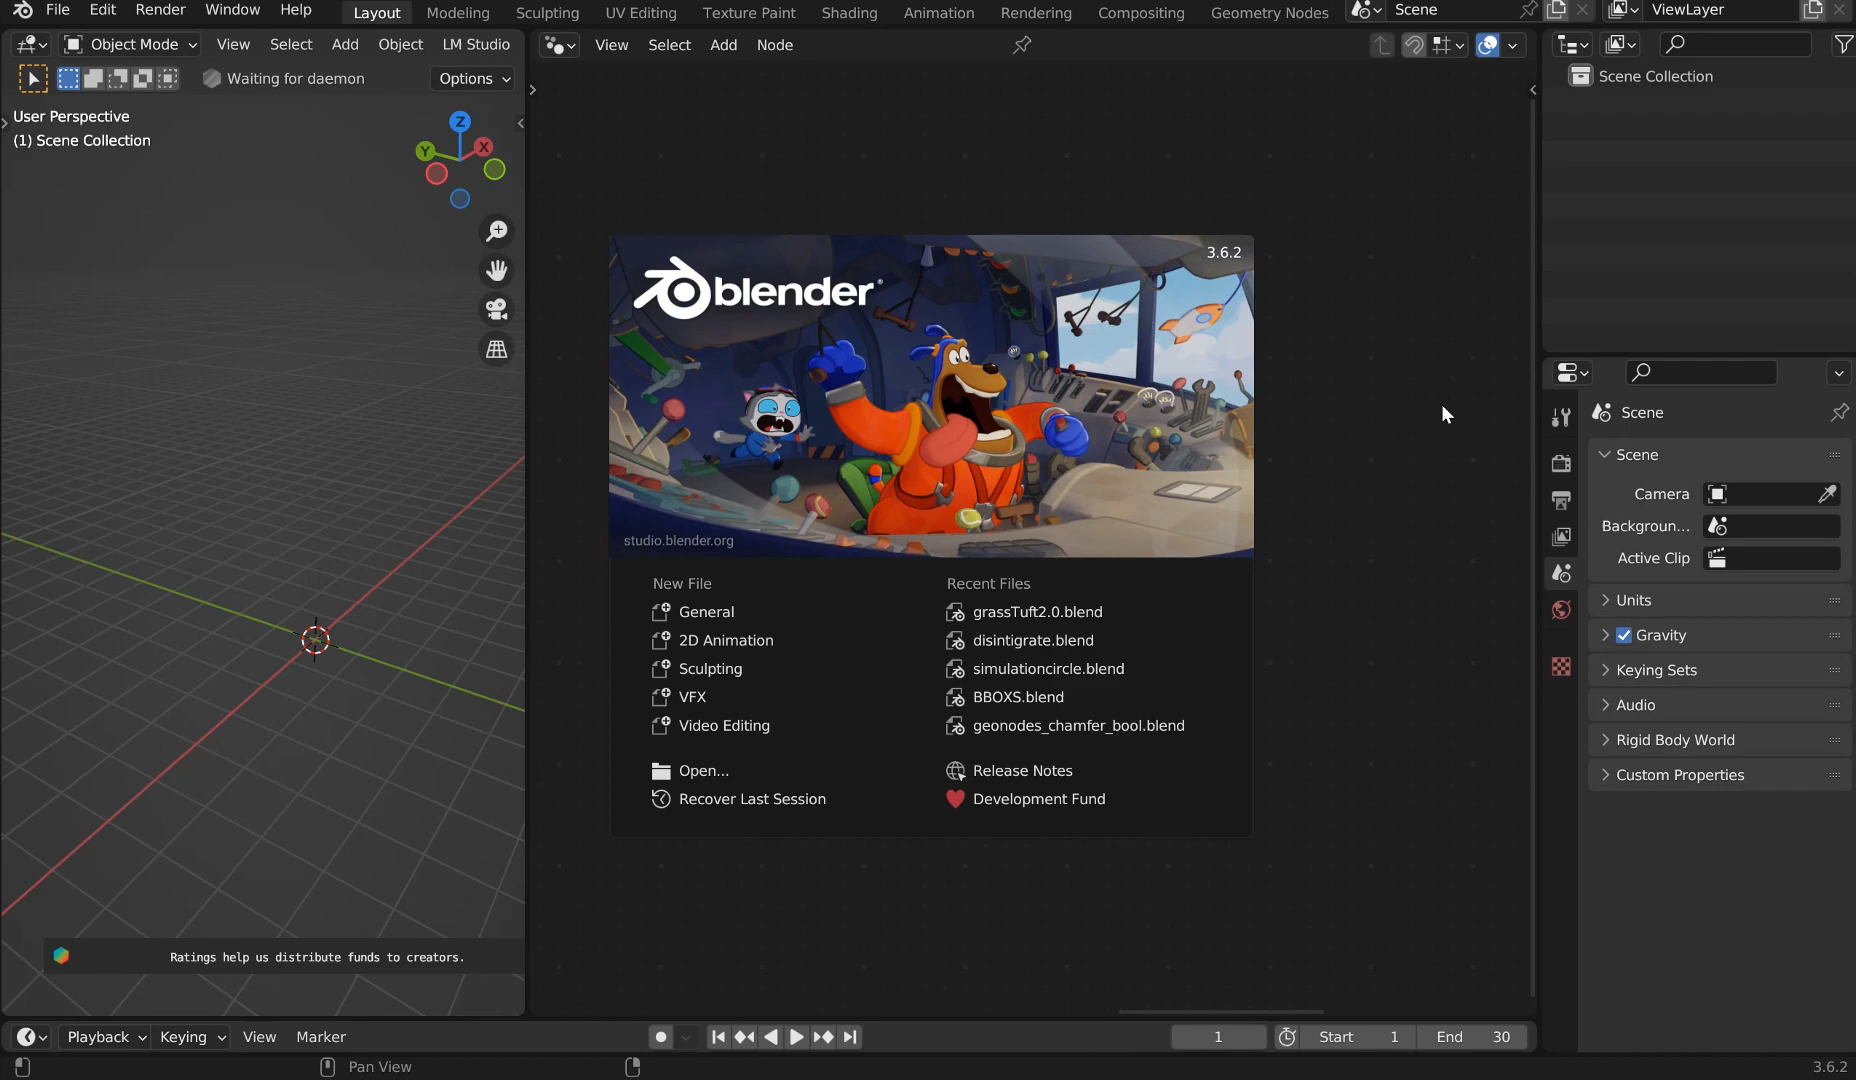 File Edit Render Window Help Layout Modeling Sculpting UV Editing Texture Paint Shading Animation Rendering Compositing Geometry Nodes Scene ViewLayer
Object Mode View Select Add Object LM Studio View Select Add Node
Waiting for daemon Options
Scene Collection
User Perspective
(1) Scene Collection
Z
Y
X
blender
3.6.2
studio.blender.org
New File
General
2D Animation
Sculpting
VFX
Video Editing
Open...
Recover Last Session
Recent Files
grassTuft2.0.blend
disintigrate.blend
simulationcircle.blend
BBOXS.blend
geonodes_chamfer_bool.blend
Release Notes
Development Fund
Scene
Scene
Camera
Backgroun...
Active Clip
Units
Gravity
Keying Sets
Audio
Rigid Body World
Custom Properties
Ratings help us distribute funds to creators.
Playback Keying View Marker 1 Start 1 End 30
Pan View 3.6.2